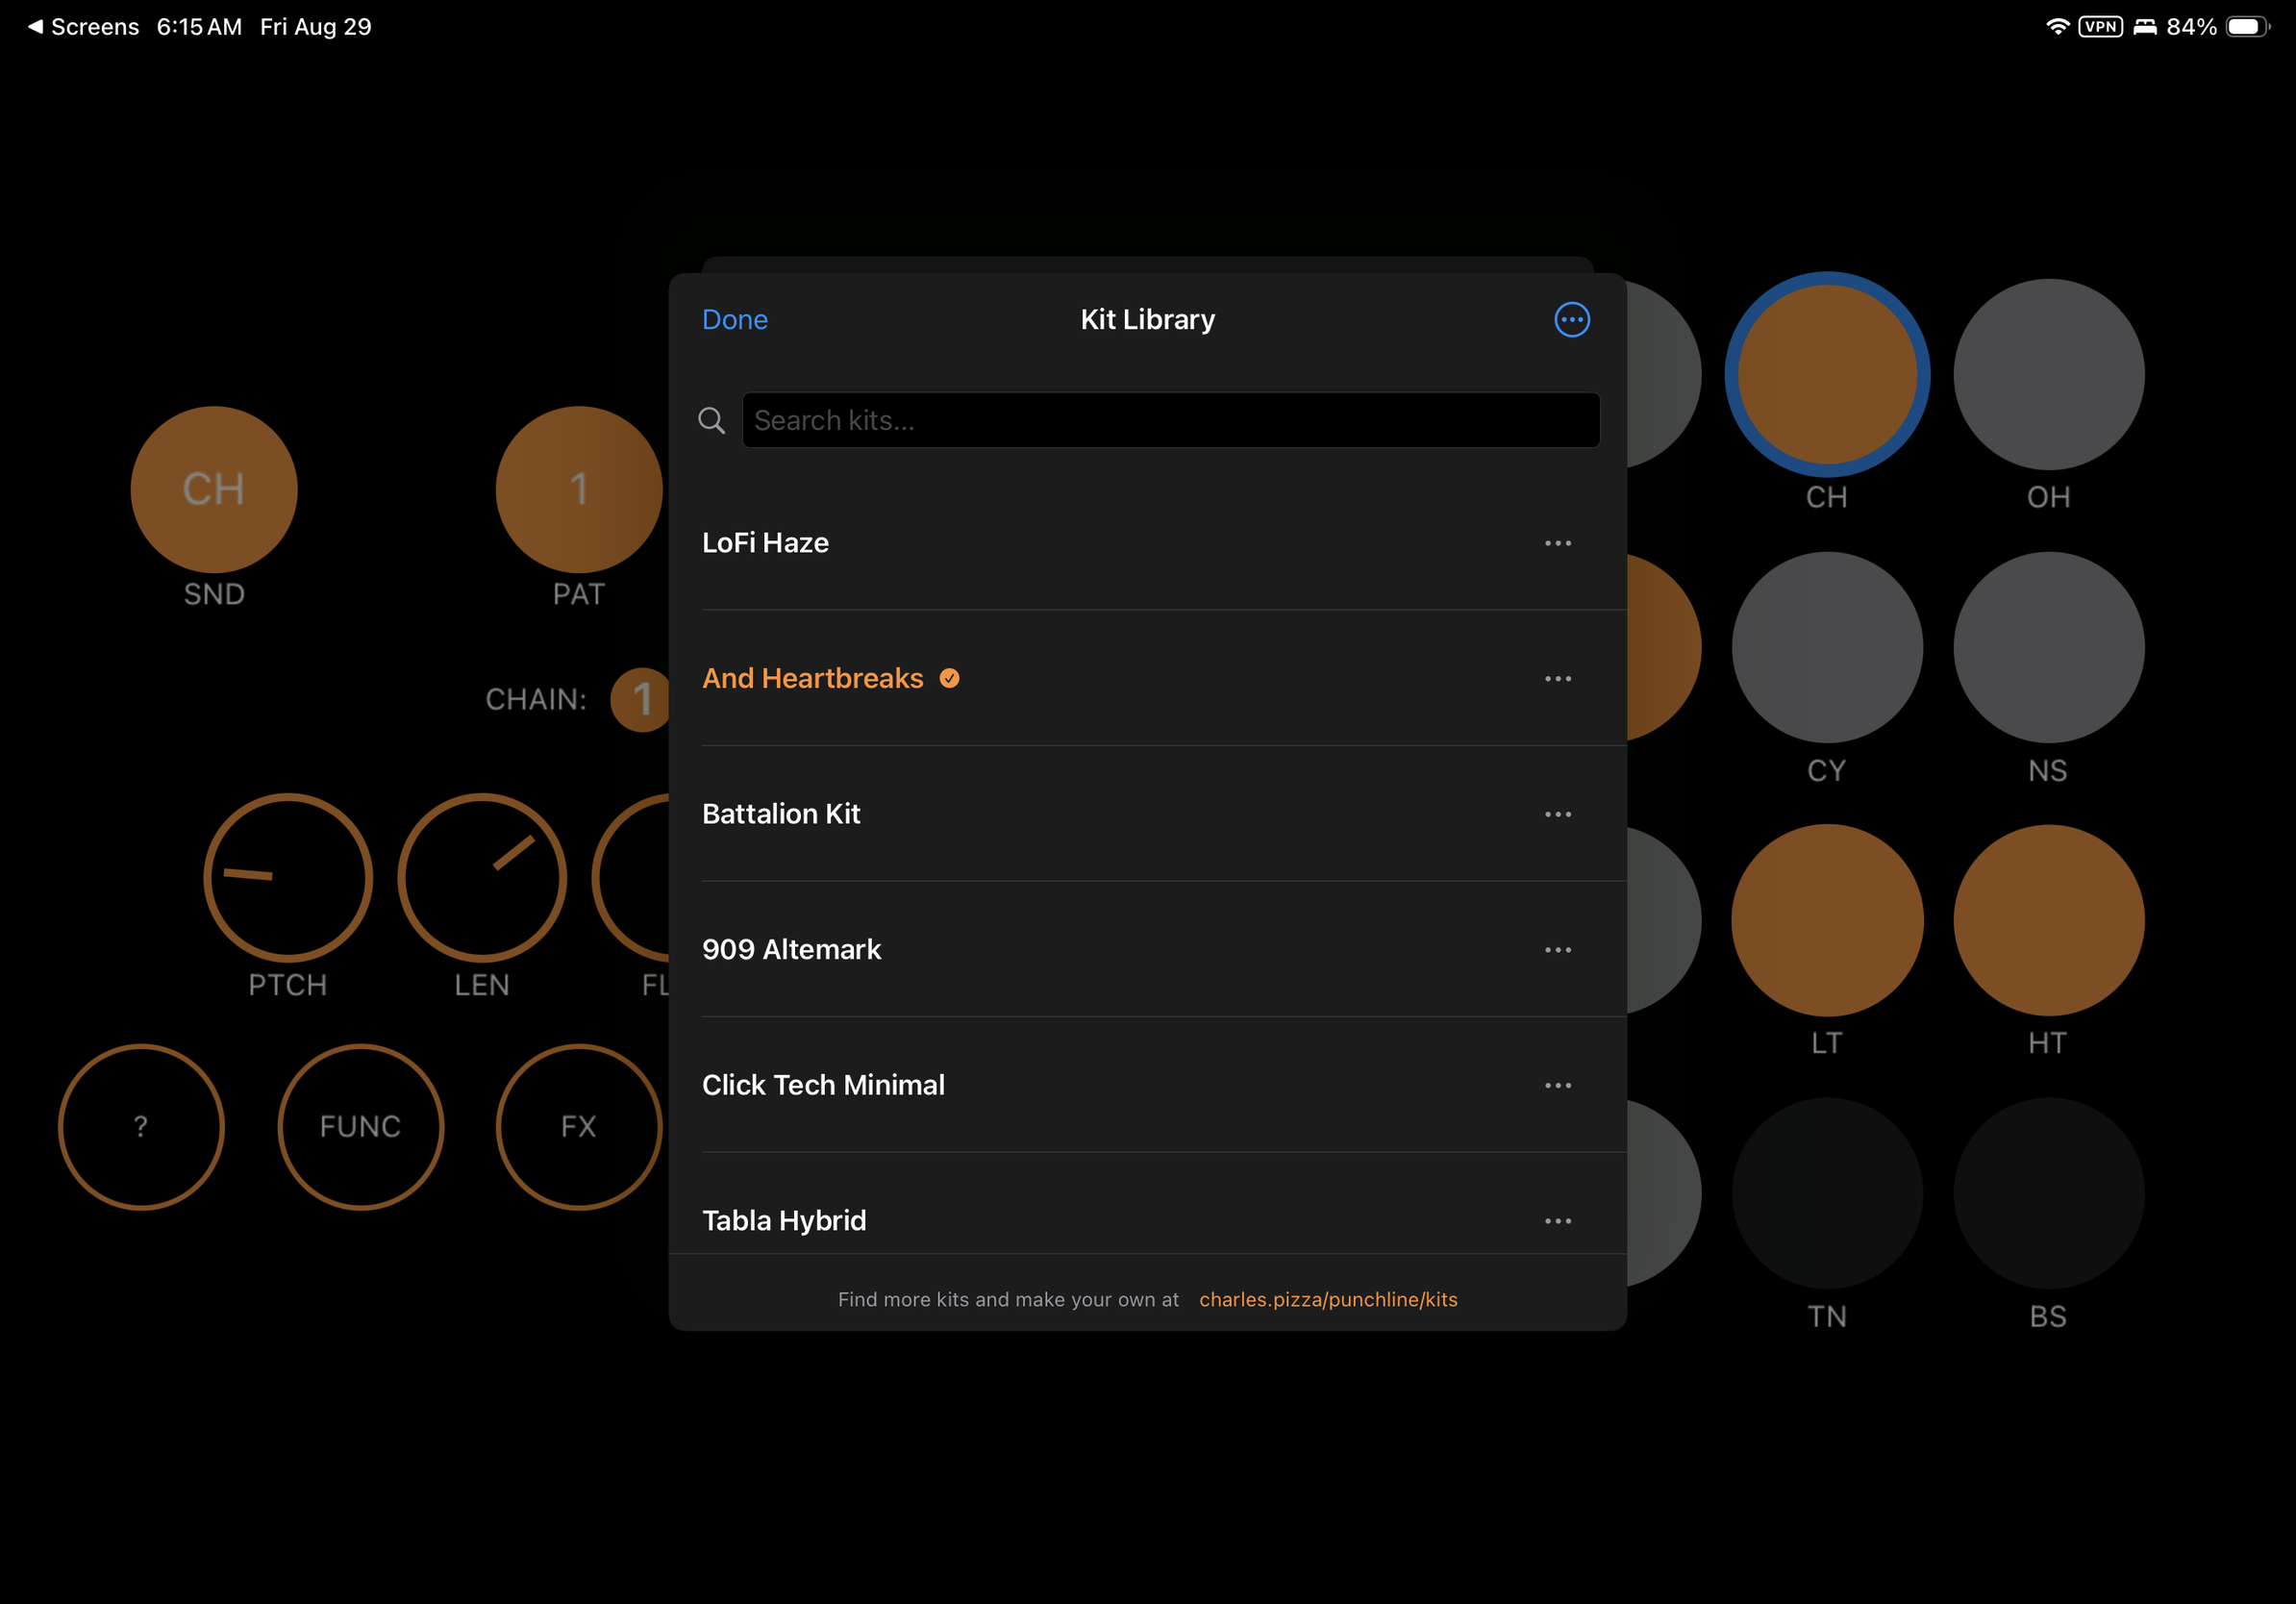 Screens 6:15 AM Fri Aug 29
VPN 84%
Done Kit Library
Search kits...
LoFi Haze
And Heartbreaks
Battalion Kit
909 Altemark
Click Tech Minimal
Tabla Hybrid
Find more kits and make your own at charles.pizza/punchline/kits
CH 1
SND PAT
CHAIN: 1
PTCH LEN FL
? FUNC FX
CH OH
CY NS
LT HT
TN BS